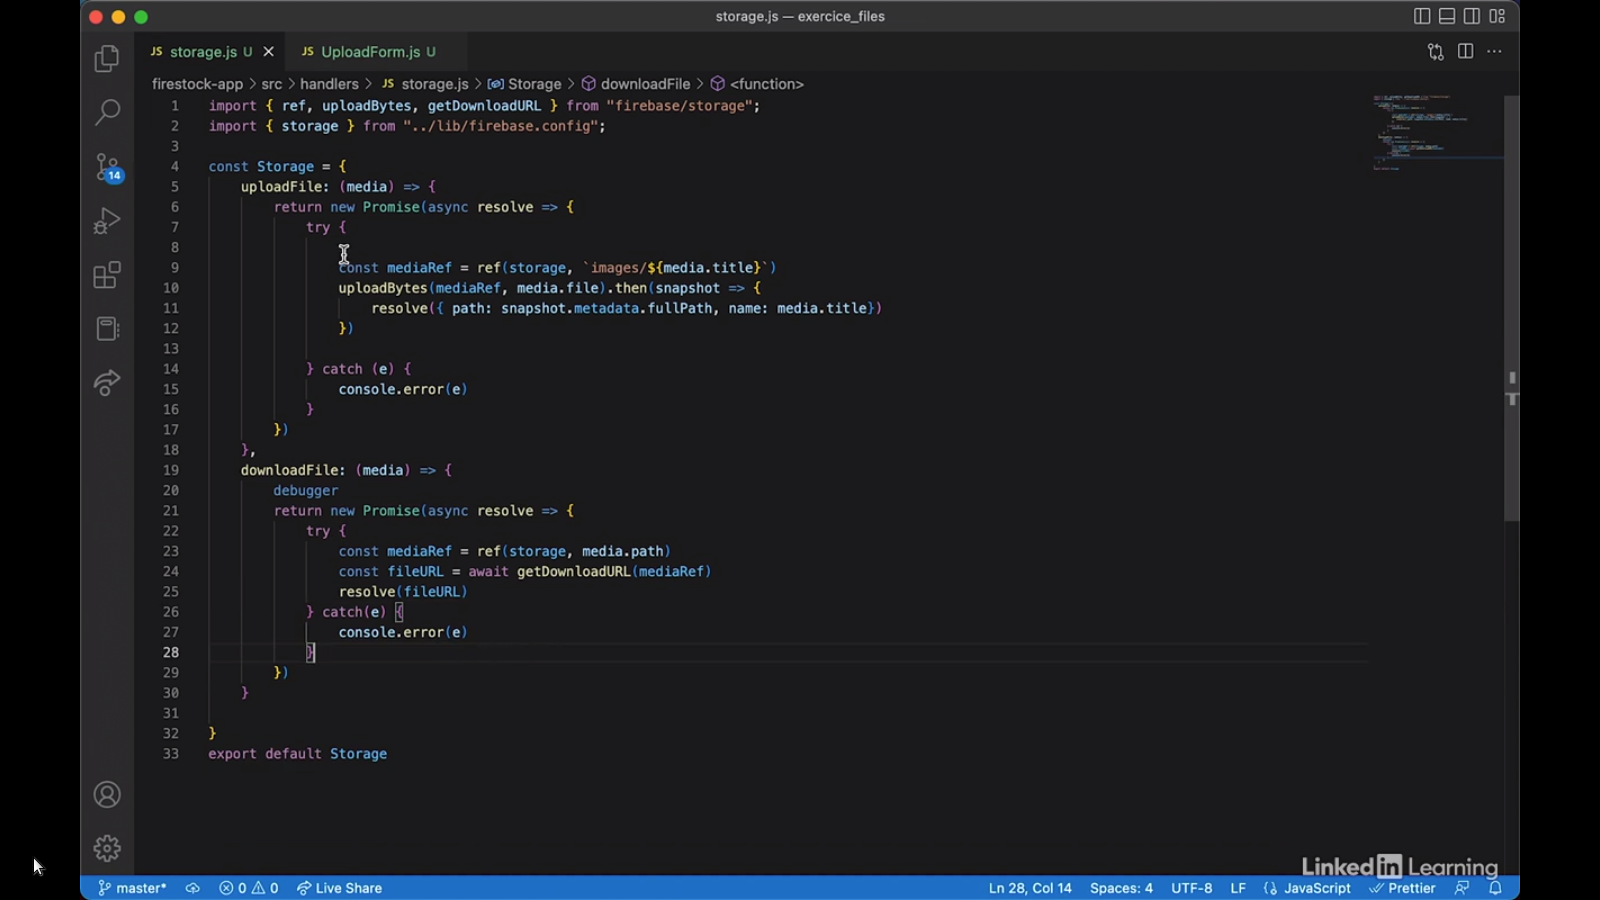 storage.js — exercice_files
JS storage.js U
JS UploadForm.js U
firestock-app > src > handlers > JS storage.js > Storage > downloadFile > <function>
1 import { ref, uploadBytes, getDownloadURL } from "firebase/storage";
2 import { storage } from "../lib/firebase.config";
3
4 const Storage = {
5 uploadFile: (media) => {
6 return new Promise(async resolve => {
7 try {
8
9 const mediaRef = ref(storage, `images/${media.title}`)
10 uploadBytes(mediaRef, media.file).then(snapshot => {
11 resolve({ path: snapshot.metadata.fullPath, name: media.title})
12 })
13
14 } catch (e) {
15 console.error(e)
16 }
17 })
18 },
19 downloadFile: (media) => {
20 debugger
21 return new Promise(async resolve => {
22 try {
23 const mediaRef = ref(storage, media.path)
24 const fileURL = await getDownloadURL(mediaRef)
25 resolve(fileURL)
26 } catch(e) {
27 console.error(e)
28 }
29 })
30 }
31
32 }
33 export default Storage
14
LinkedIn Learning
master* 0 0 Live Share Ln 28, Col 14 Spaces: 4 UTF-8 LF {} JavaScript Prettier